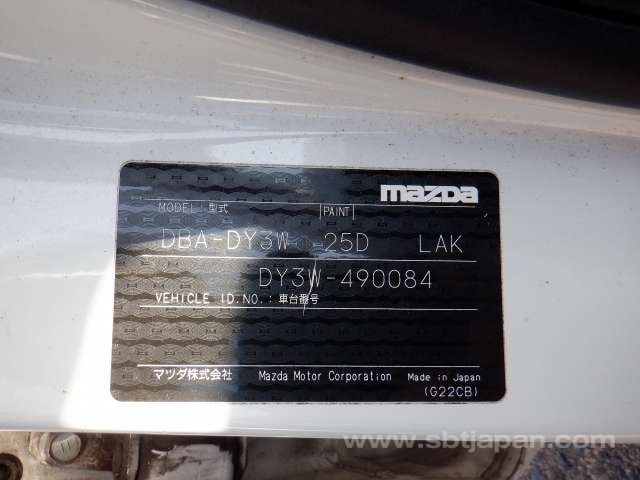 mazda
MODEL:型式 PAINT
DBA-DY3W 25D LAK
DY3W-490084
VEHICLE ID.NO.:車台番号
マツダ株式会社 Mazda Motor Corporation Made in Japan
(G22CB)
www.sbtjapan.com